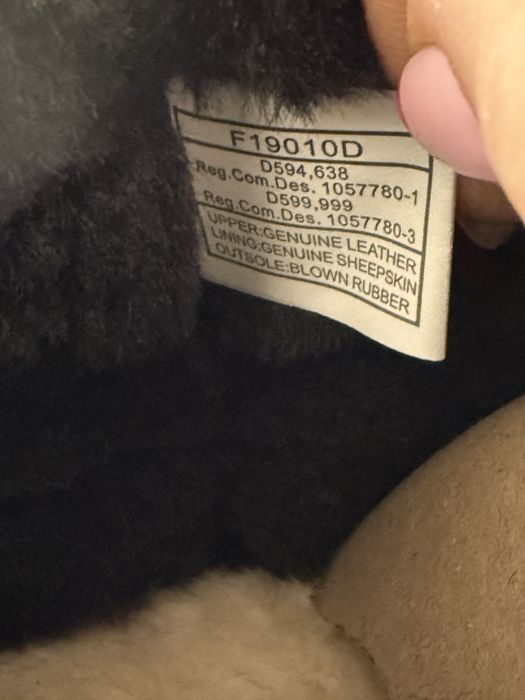 F19010D
D594,638
Reg.Com.Des. 1057780-1
D599,999
Reg.Com.Des. 1057780-3
UPPER:GENUINE LEATHER
LINING:GENUINE SHEEPSKIN
OUTSOLE:BLOWN RUBBER